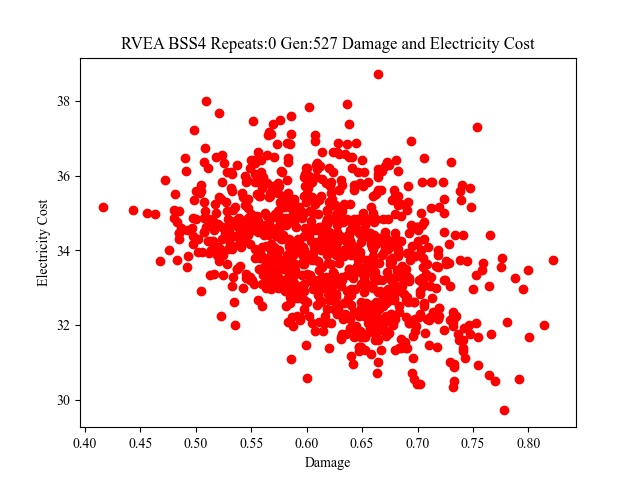 RVEA BSS4 Repeats:0 Gen:527 Damage and Electricity Cost
38
36
34
32
30
Electricity Cost
0.40 0.45 0.50 0.55 0.60 0.65 0.70 0.75 0.80
Damage